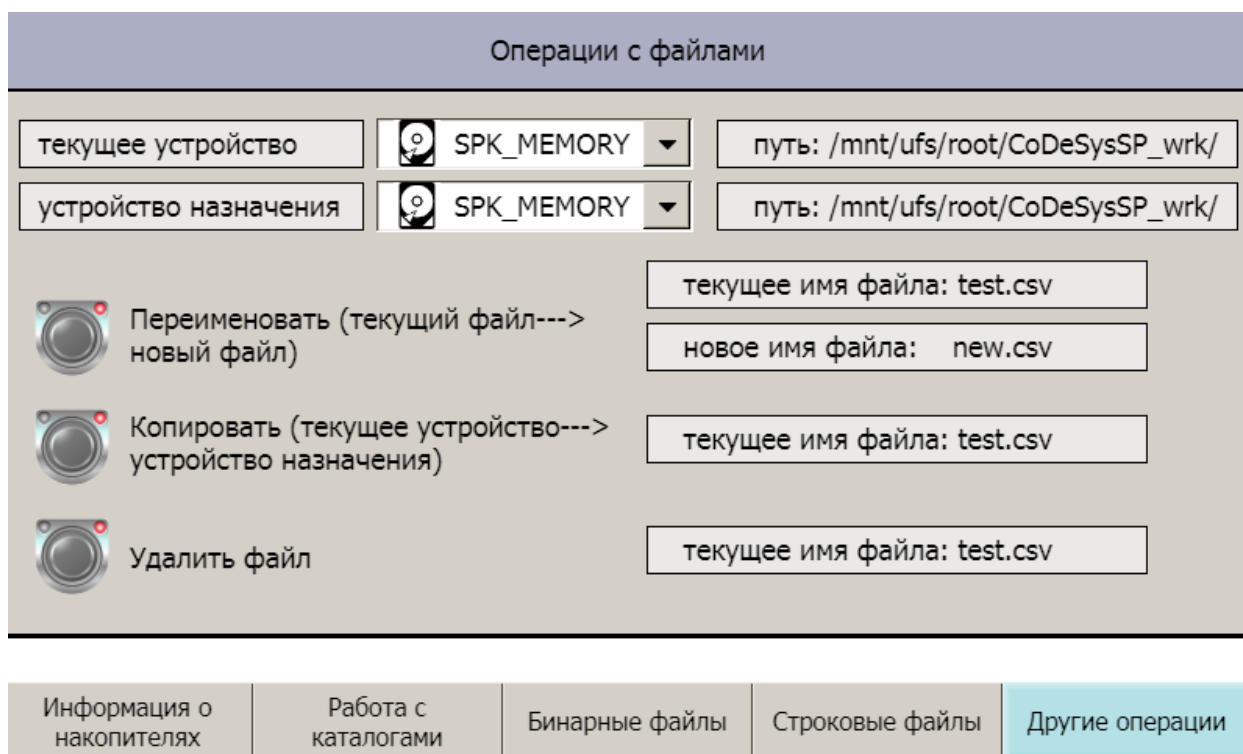 Операции с файлами
текущее устройство SPK_MEMORY путь: /mnt/ufs/root/CoDeSysSP_wrk/
устройство назначения SPK_MEMORY путь: /mnt/ufs/root/CoDeSysSP_wrk/
текущее имя файла: test.csv
Переименовать (текущий файл--->
новый файл)
новое имя файла: new.csv
Копировать (текущее устройство--->
устройство назначения)
текущее имя файла: test.csv
Удалить файл
текущее имя файла: test.csv
Информация о
накопителях
Работа с
каталогами
Бинарные файлы
Строковые файлы
Другие операции